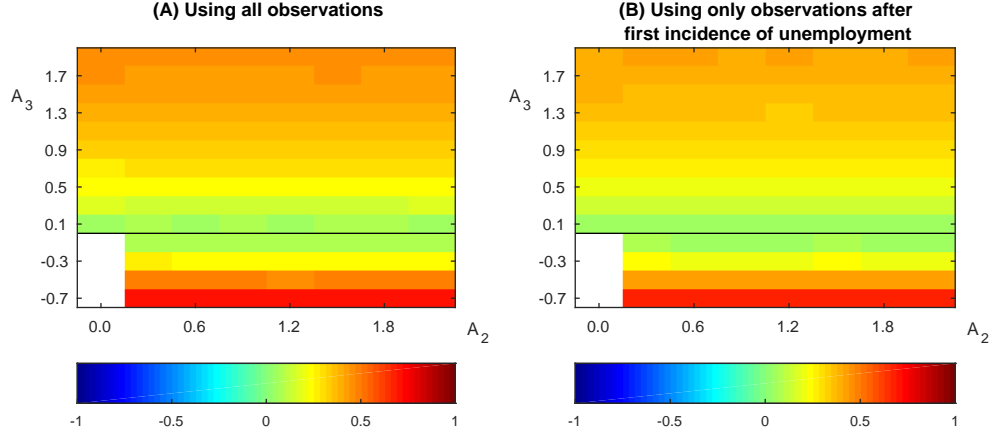 (A) Using all observations
A3
1.7
1.3
0.9
0.5
0.1
-0.3
-0.7
0.0 0.6 1.2 1.8
A2
-1 -0.5 0 0.5 1
(B) Using only observations after
first incidence of unemployment
A3
1.7
1.3
0.9
0.5
0.1
-0.3
-0.7
0.0 0.6 1.2 1.8
A2
-1 -0.5 0 0.5 1